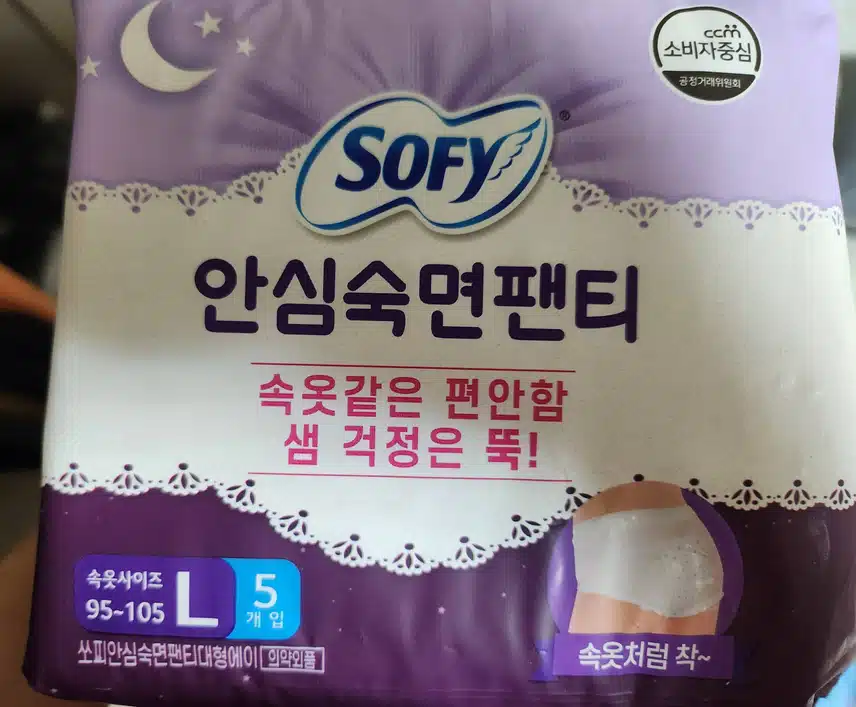 ccm
소비자중심
공정거래위원회
SOFY®
안심숙면팬티
속옷같은 편안함
샘 걱정은 뚝!
속옷사이즈
95~105
L
5
개입
쏘피안심숙면팬티대형에이 의약외품
속옷처럼 착~